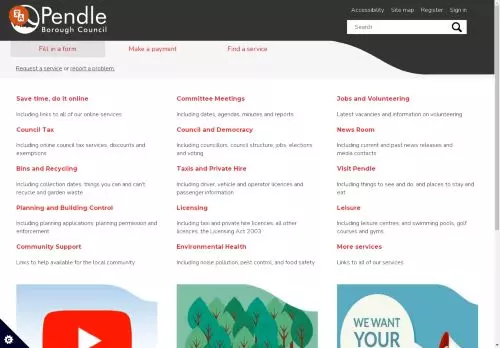 Pendle
Borough Council
Accessibility Site map Register Sign in
Search
Fill in a form Make a payment Find a service
Request a service or report a problem.
Save time, do it online
Including links to all of our online services
Committee Meetings
Including dates, agendas, minutes and reports
Jobs and Volunteering
Latest vacancies and information on volunteering
Council Tax
Including online council tax services, discounts and
exemptions
Council and Democracy
Including councillors, council structure, jobs, elections
and voting
News Room
Including current and past news releases and
media contacts
Bins and Recycling
Including collection dates, things you can and can't
recycle and garden waste
Taxis and Private Hire
Including driver, vehicle and operator licences and
passenger information
Visit Pendle
Including things to see and do, and places to stay and
eat
Planning and Building Control
Including planning applications, planning permission and
enforcement
Licensing
Including taxi and private hire licences, all other
licences, the Licensing Act 2003
Leisure
Including leisure centres, and swimming pools, golf
courses and gyms
Community Support
Links to help available for the local community
Environmental Health
Including noise pollution, pest control, and food safety
More services
Links to all of our services
WE WANT
YOUR